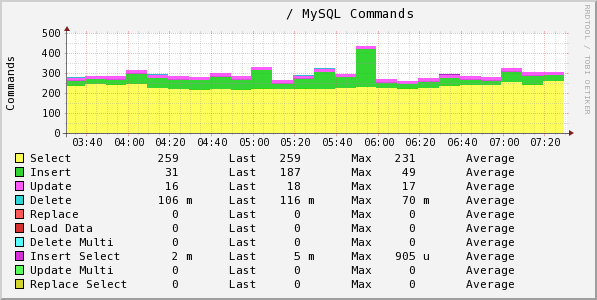 / MySQL Commands
RRDTOOL / TOBI OETIKER
Commands
500
400
300
200
100
0
03:40 04:00 04:20 04:40 05:00 05:20 05:40 06:00 06:20 06:40 07:00 07:20
Select 259 Last 259 Max 231 Average
Insert 31 Last 187 Max 49 Average
Update 16 Last 18 Max 17 Average
Delete 106 m Last 116 m Max 70 m Average
Replace 0 Last 0 Max 0 Average
Load Data 0 Last 0 Max 0 Average
Delete Multi 0 Last 0 Max 0 Average
Insert Select 2 m Last 5 m Max 905 u Average
Update Multi 0 Last 0 Max 0 Average
Replace Select 0 Last 0 Max 0 Average